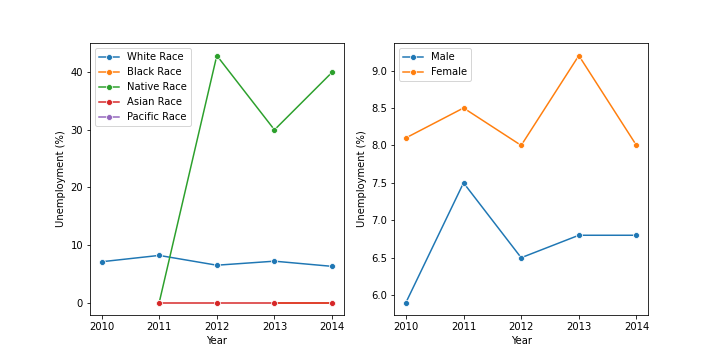 White Race
Black Race
Native Race
Asian Race
Pacific Race
40
30
20
10
0
2010 2011 2012 2013 2014
Year
Unemployment (%)
Male
Female
9.0
8.5
8.0
7.5
7.0
6.5
6.0
2010 2011 2012 2013 2014
Year
Unemployment (%)